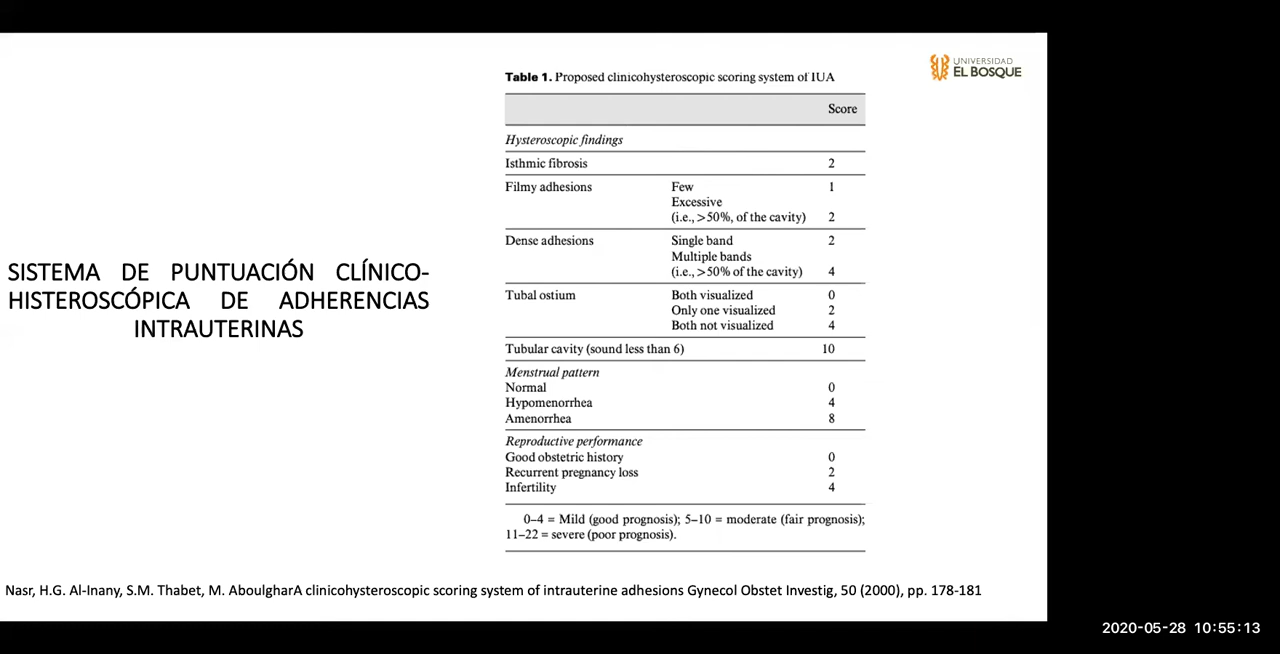 UNIVERSIDAD
EL BOSQUE
Table 1. Proposed clinicohysteroscopic scoring system of IUA
Score
Hysteroscopic findings
Isthmic fibrosis 2
Filmy adhesions Few 1
Excessive
(i.e., >50%, of the cavity) 2
Dense adhesions Single band 2
Multiple bands
(i.e., >50% of the cavity) 4
Tubal ostium Both visualized 0
Only one visualized 2
Both not visualized 4
Tubular cavity (sound less than 6) 10
Menstrual pattern
Normal 0
Hypomenorrhea 4
Amenorrhea 8
Reproductive performance
Good obstetric history 0
Recurrent pregnancy loss 2
Infertility 4
0–4 = Mild (good prognosis); 5–10 = moderate (fair prognosis);
11–22 = severe (poor prognosis).
SISTEMA DE PUNTUACIÓN CLÍNICO-
HISTEROSCÓPICA DE ADHERENCIAS
INTRAUTERINAS
Nasr, H.G. Al-Inany, S.M. Thabet, M. AboulgharA clinicohysteroscopic scoring system of intrauterine adhesions Gynecol Obstet Investig, 50 (2000), pp. 178-181
2020-05-28 10:55:13